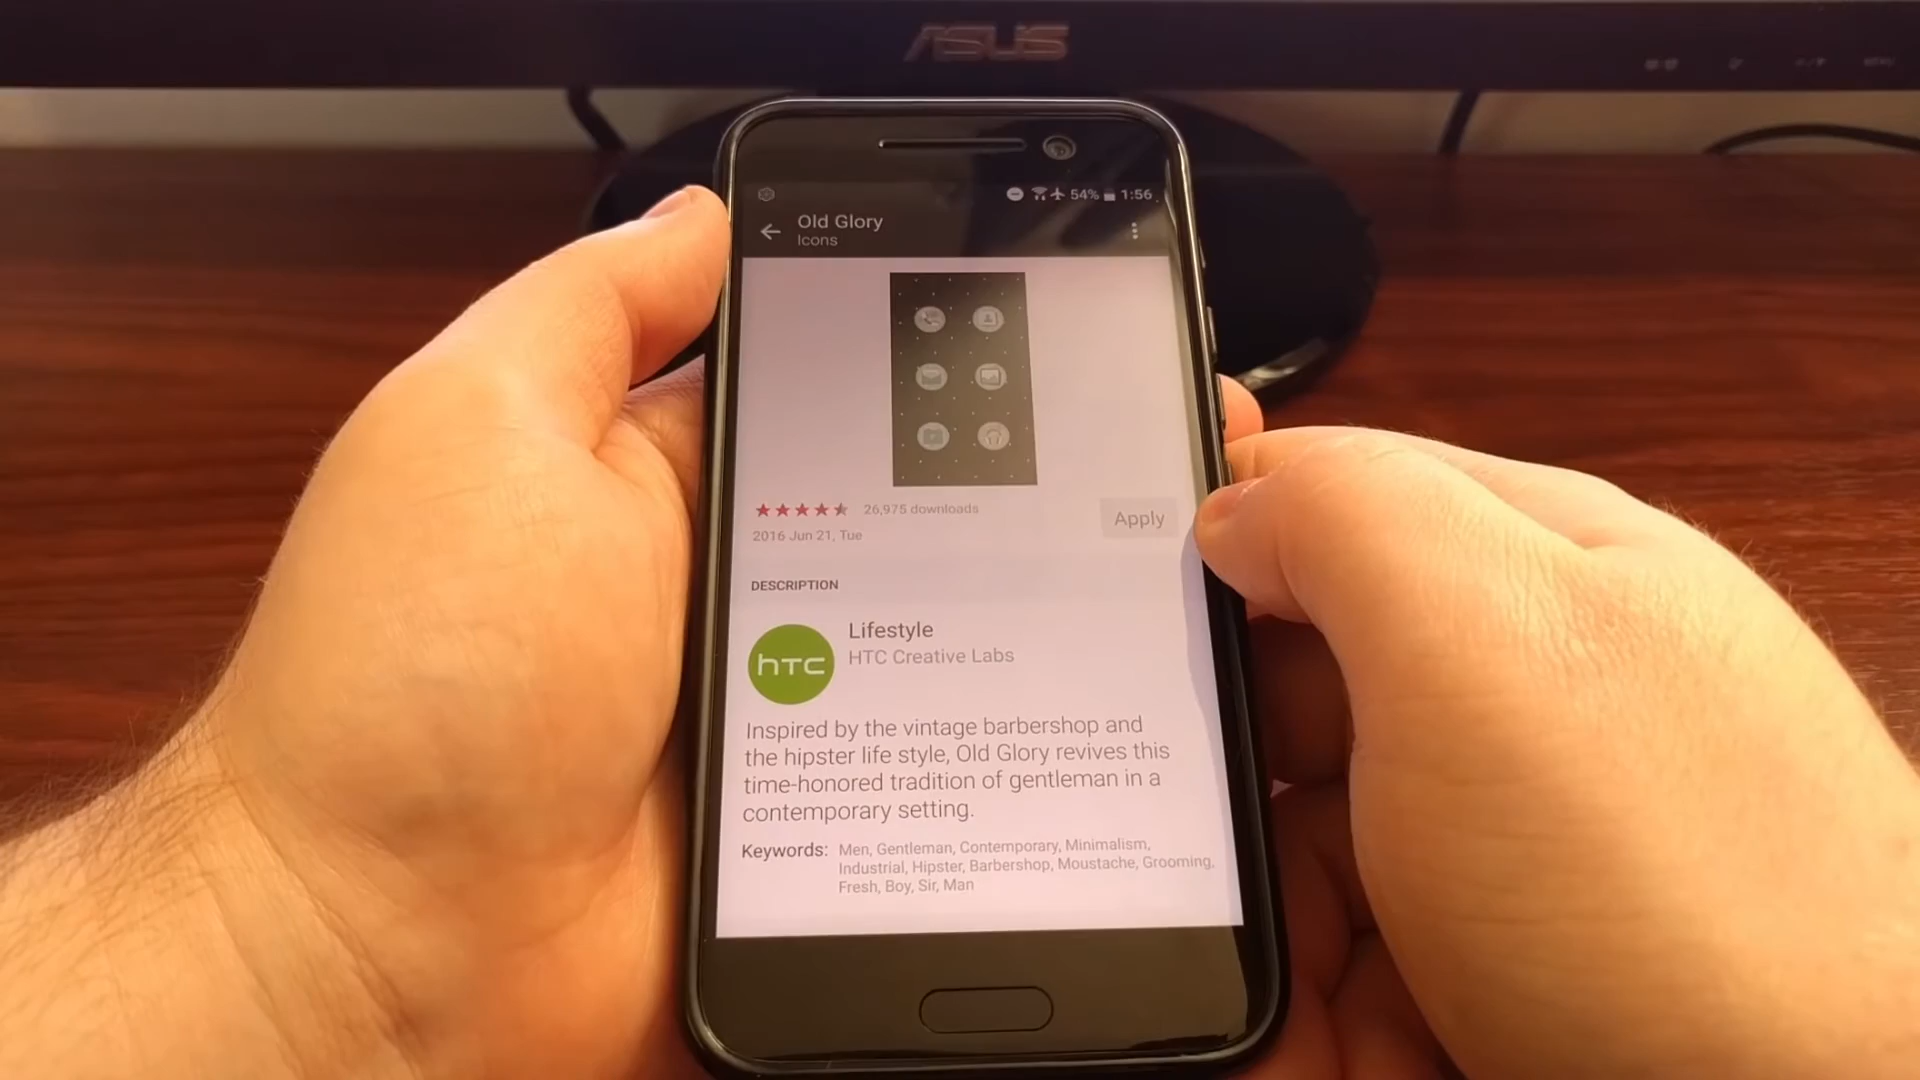 ASUS
MENU
54% 1:56
Old Glory
Icons
26,975 downloads
Apply
2016 Jun 21, Tue
DESCRIPTION
Lifestyle
hTC
HTC Creative Labs
Inspired by the vintage barbershop and
the hipster life style, Old Glory revives this
time-honored tradition of gentleman in a
contemporary setting.
Keywords: Men, Gentleman, Contemporary, Minimalism,
Industrial, Hipster, Barbershop, Moustache, Grooming,
Fresh, Boy, Sir, Man